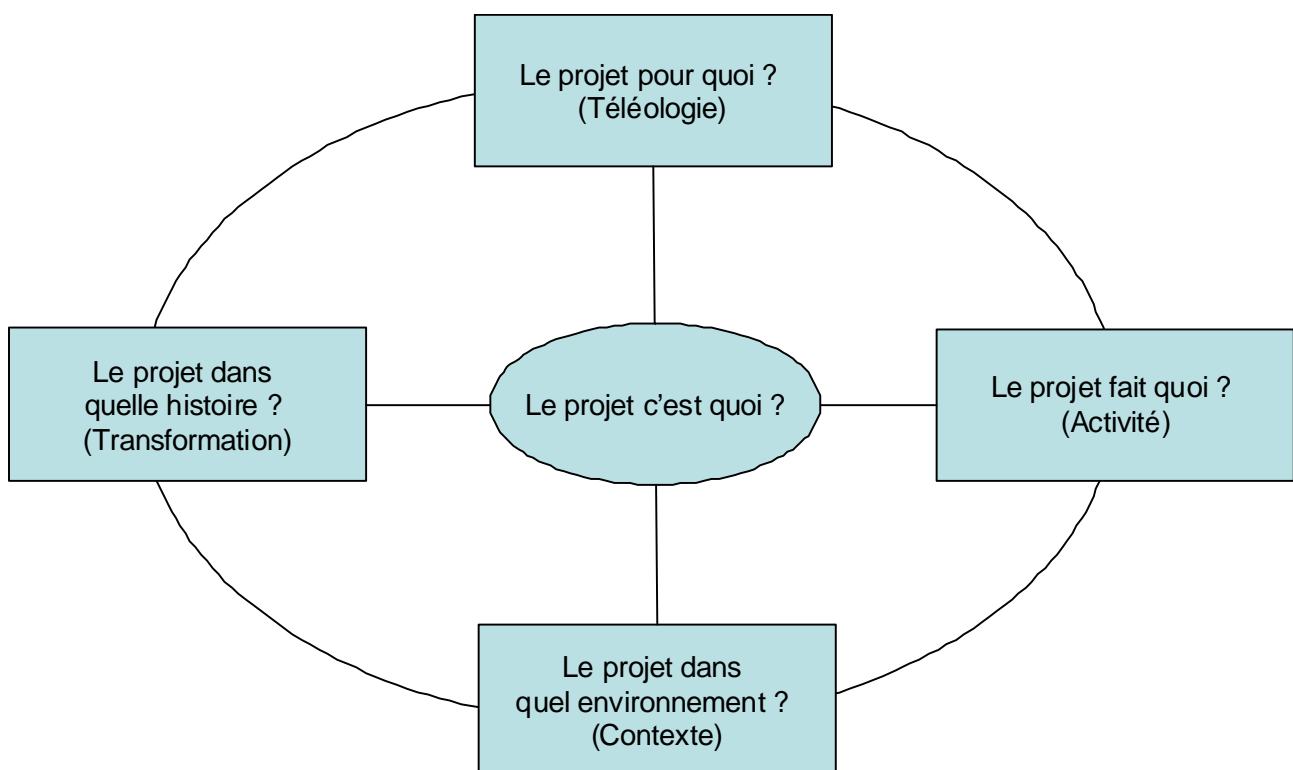 Le projet pour quoi ?
(Téléologie)
Le projet dans
quelle histoire ?
(Transformation)
Le projet c’est quoi ?
Le projet fait quoi ?
(Activité)
Le projet dans
quel environnement ?
(Contexte)